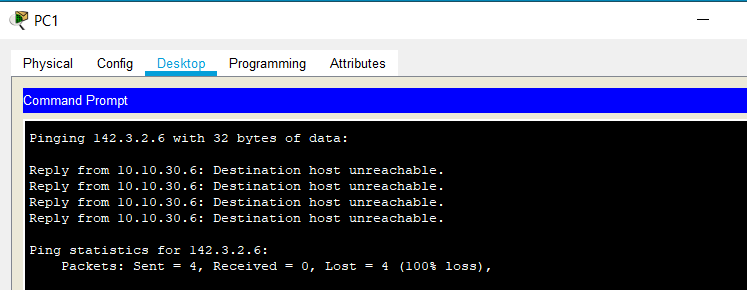 PC1
Physical Config Desktop Programming Attributes
Command Prompt
Pinging 142.3.2.6 with 32 bytes of data:
Reply from 10.10.30.6: Destination host unreachable.
Reply from 10.10.30.6: Destination host unreachable.
Reply from 10.10.30.6: Destination host unreachable.
Reply from 10.10.30.6: Destination host unreachable.
Ping statistics for 142.3.2.6:
Packets: Sent = 4, Received = 0, Lost = 4 (100% loss),